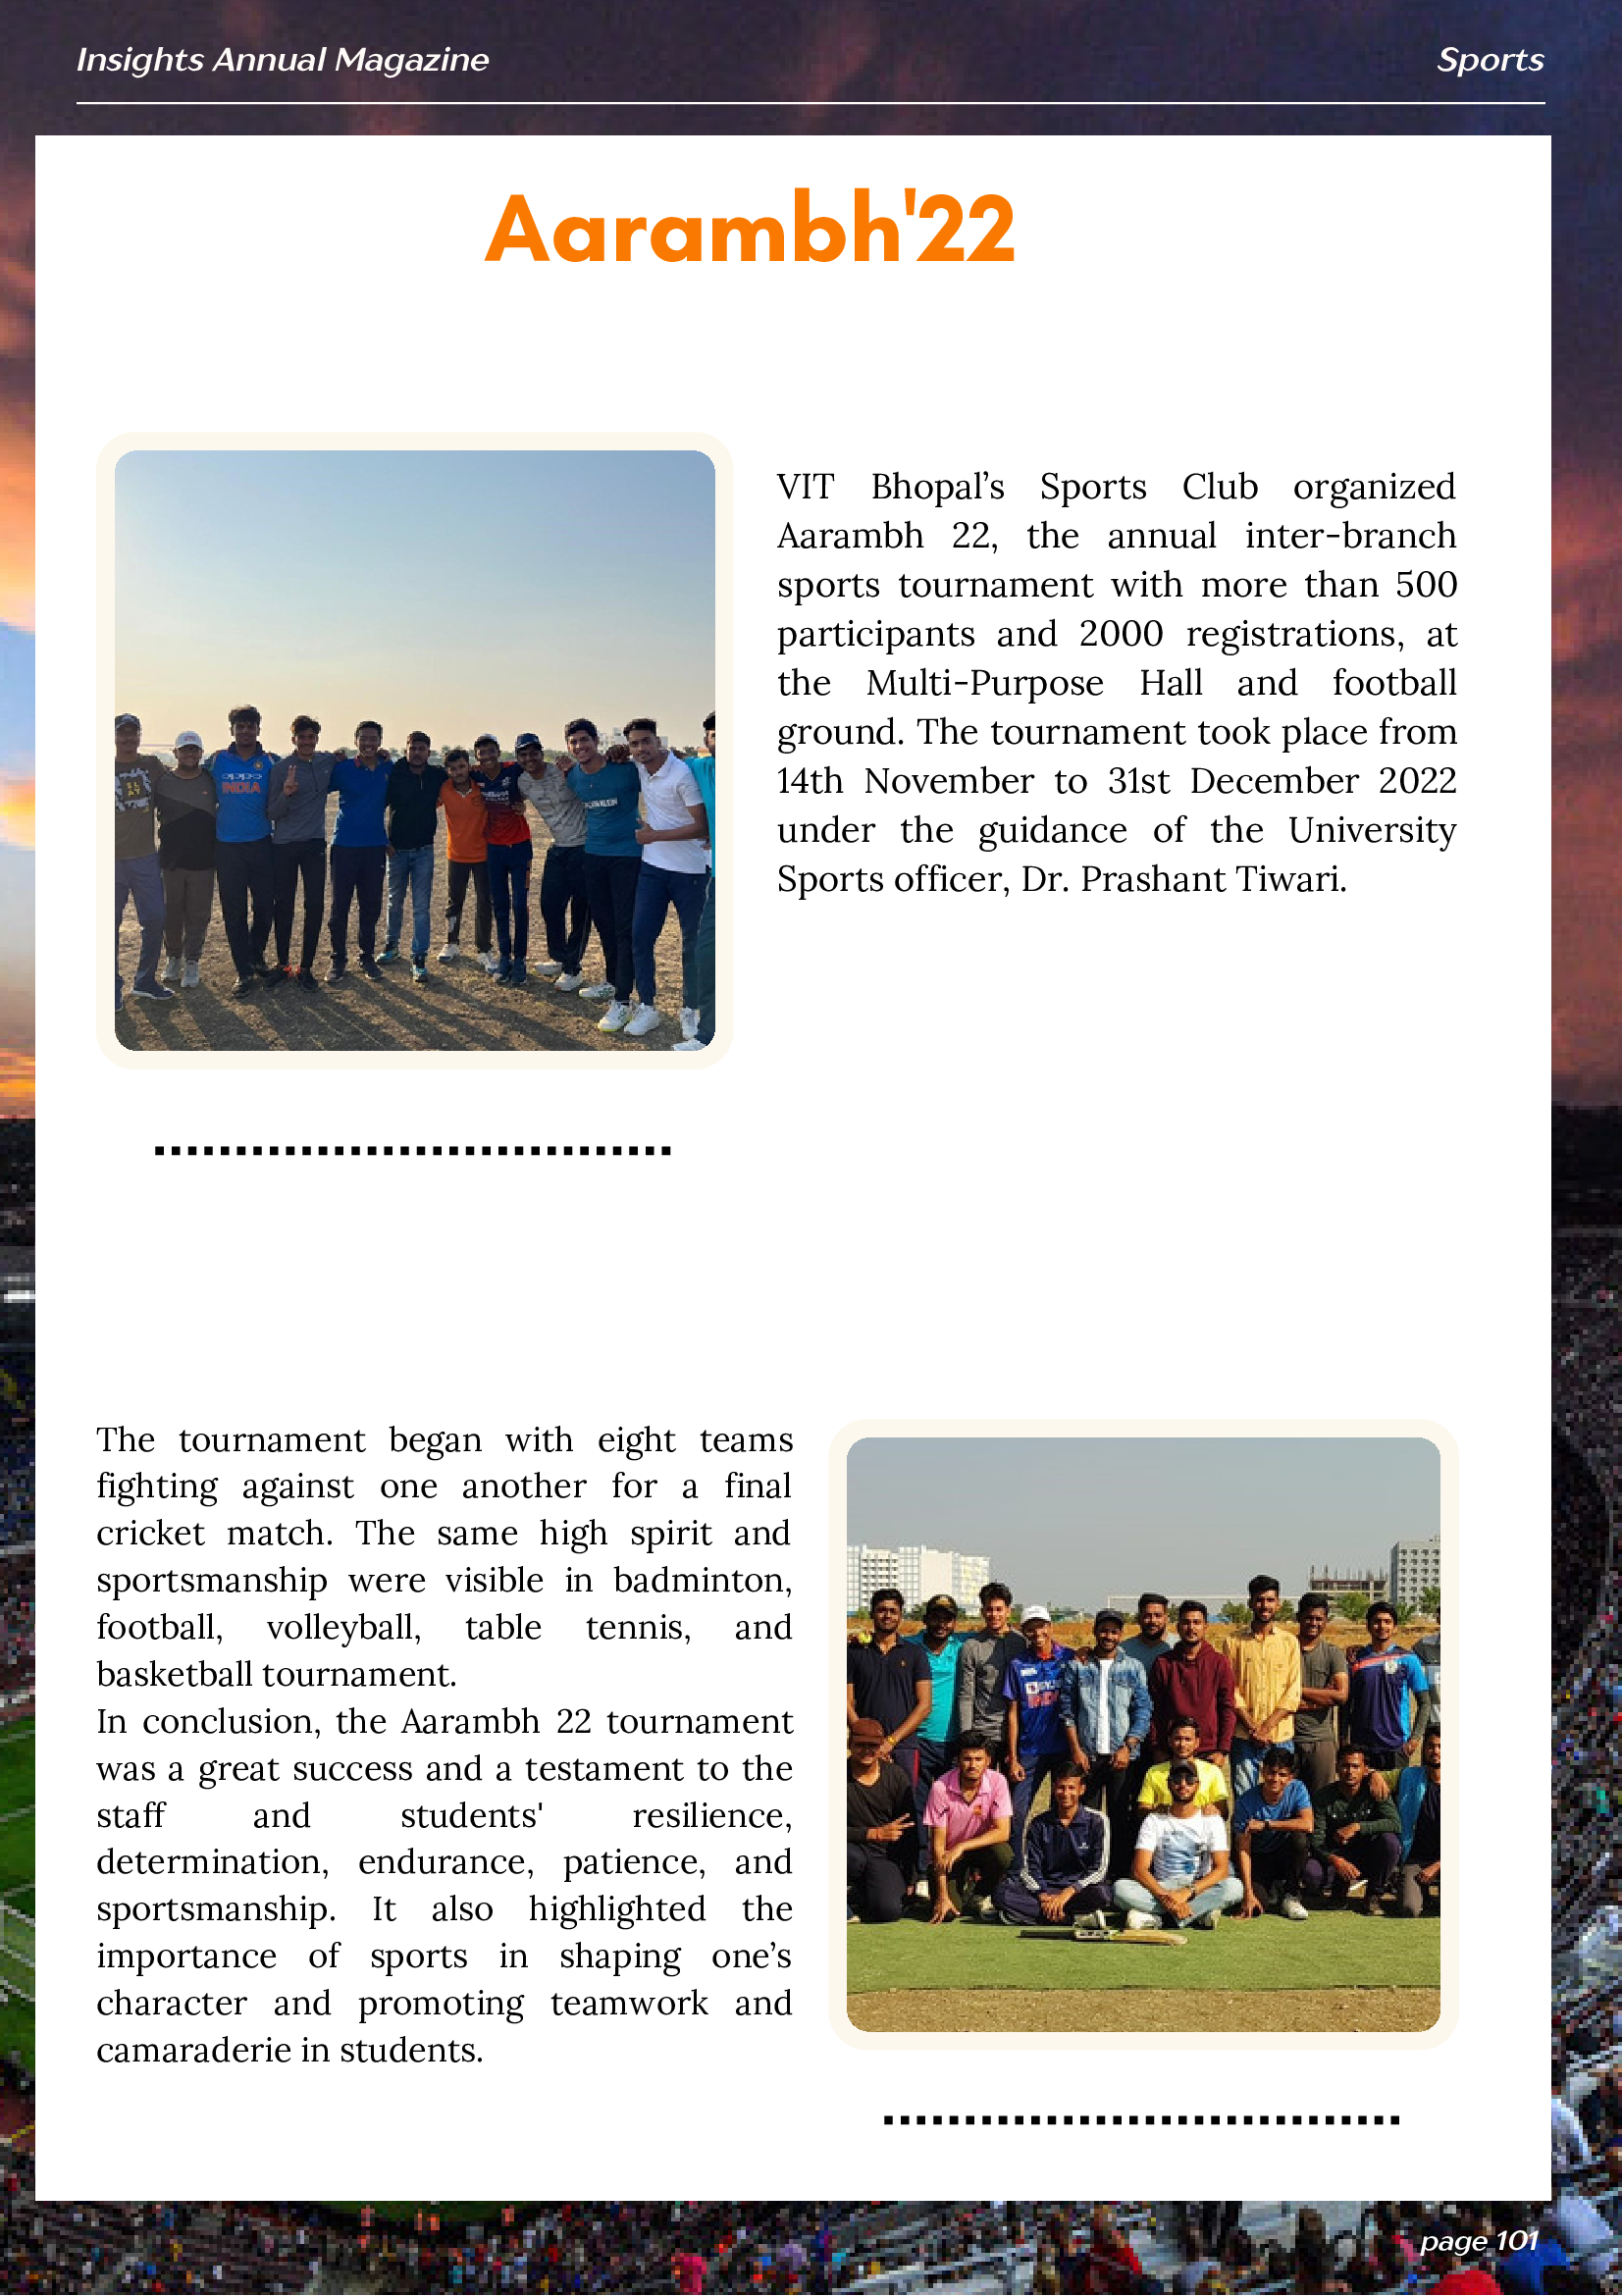 Insights Annual Magazine
Sports
Aarambh'22
VIT Bhopal’s Sports Club organized
Aarambh 22, the annual inter-branch
sports tournament with more than 500
participants and 2000 registrations, at
the Multi-Purpose Hall and football
ground. The tournament took place from
14th November to 31st December 2022
under the guidance of the University
Sports officer, Dr. Prashant Tiwari.
oppo
INDIA
The tournament began with eight teams
fighting against one another for a final
cricket match. The same high spirit and
sportsmanship were visible in badminton,
football, volleyball, table tennis, and
basketball tournament.
In conclusion, the Aarambh 22 tournament
was a great success and a testament to the
staff and students' resilience,
determination, endurance, patience, and
sportsmanship. It also highlighted the
importance of sports in shaping one’s
character and promoting teamwork and
camaraderie in students.
page 101